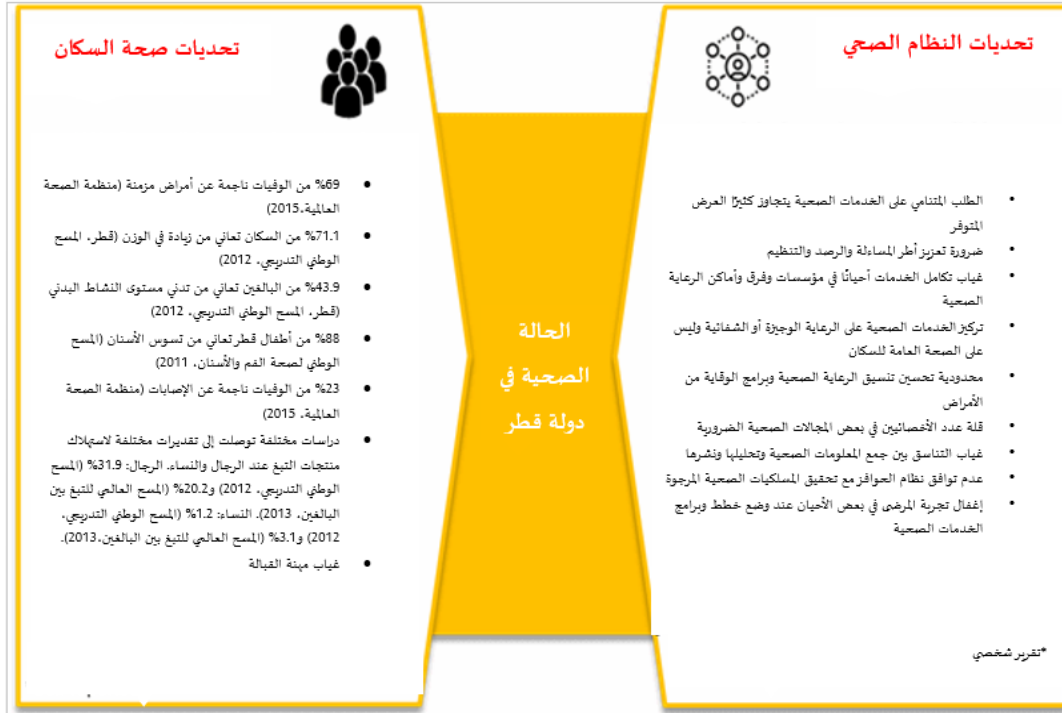 تحديات النظام الصحي
• الطلب المتنامي على الخدمات الصحية يتجاوز كثيرًا العرض
المتوفر
• ضرورة تعزيز أطر المساءلة والرصد والتنظيم
• غياب تكامل الخدمات أحيانًا في مؤسسات وفرق وأماكن الرعاية
الصحية
• تركيز الخدمات الصحية على الرعاية الوجيزة أو الشفائية وليس
على الصحة العامة للسكان
• محدودية تحسين تنسيق الرعاية الصحية وبرامج الوقاية من
الأمراض
• قلة عدد الأخصائيين في بعض المجالات الصحية الضرورية
• غياب التناسق بين جمع المعلومات الصحية وتحليلها ونشرها
• عدم توافق نظام الحوافز مع تحقيق المسلكيات الصحية المرجوة
• إغفال تجربة المرضى في بعض الأحيان عند وضع خطط وبرامج
الخدمات الصحية
*تقرير شخصي
الحالة
الصحية في
دولة قطر
تحديات صحة السكان
• 69% من الوفيات ناجمة عن أمراض مزمنة (منظمة الصحة
العالمية،2015)
• 71.1% من السكان تعاني من زيادة في الوزن (قطر، المسح
الوطني التدريجي، 2012)
• 43.9% من البالغين تعاني من تدني مستوى النشاط البدني
(قطر، المسح الوطني التدريجي، 2012)
• 88% من أطفال قطر تعاني من تسوس الأسنان (المسح
الوطني لصحة الفم والأسنان، 2011)
• 23% من الوفيات ناجمة عن الإصابات (منظمة الصحة
العالمية، 2015)
• دراسات مختلفة توصلت إلى تقديرات مختلفة لاستهلاك
منتجات التبغ عند الرجال والنساء. الرجال: 31.9% (المسح
الوطني التدريجي، 2012) و20.2% (المسح العالمي للتبغ بين
البالغين، 2013). النساء: 1.2% (المسح الوطني التدريجي،
2012) و3.1% (المسح العالمي للتبغ بين البالغين،2013).
• غياب مهنة القبالة
*